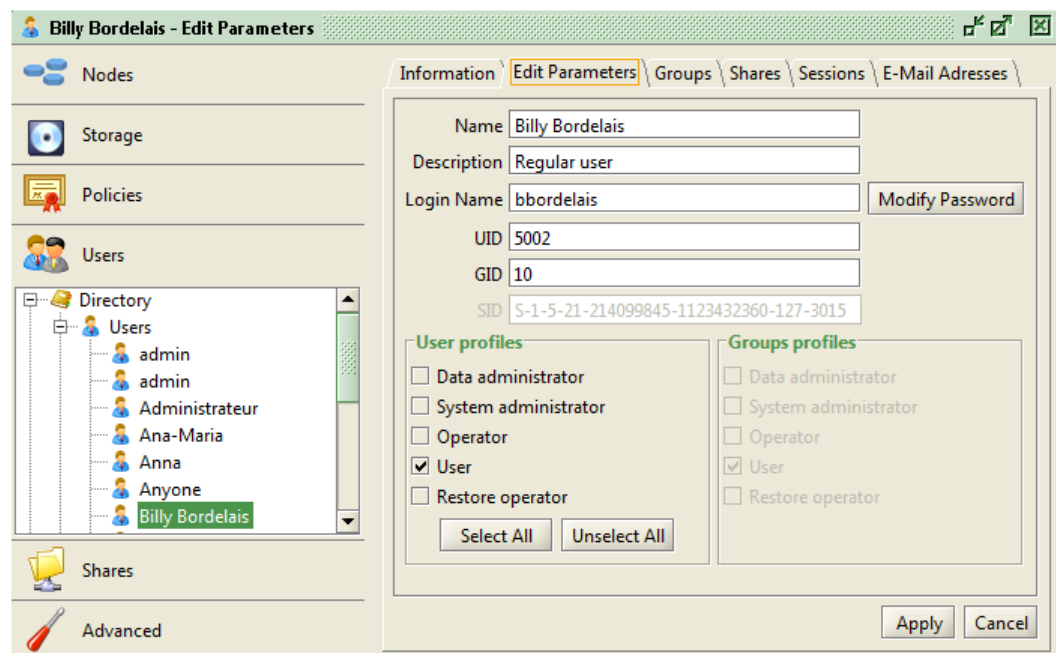 Billy Bordelais - Edit Parameters
Nodes
Storage
Policies
Users
Directory
Users
admin
admin
Administrateur
Ana-Maria
Anna
Anyone
Billy Bordelais
Shares
Advanced
Information Edit Parameters Groups Shares Sessions E-Mail Adresses
Name Billy Bordelais
Description Regular user
Login Name bbordelais Modify Password
UID 5002
GID 10
SID S-1-5-21-214099845-1123432360-127-3015
User profiles
Data administrator
System administrator
Operator
User
Restore operator
Select All Unselect All
Groups profiles
Data administrator
System administrator
Operator
User
Restore operator
Apply Cancel